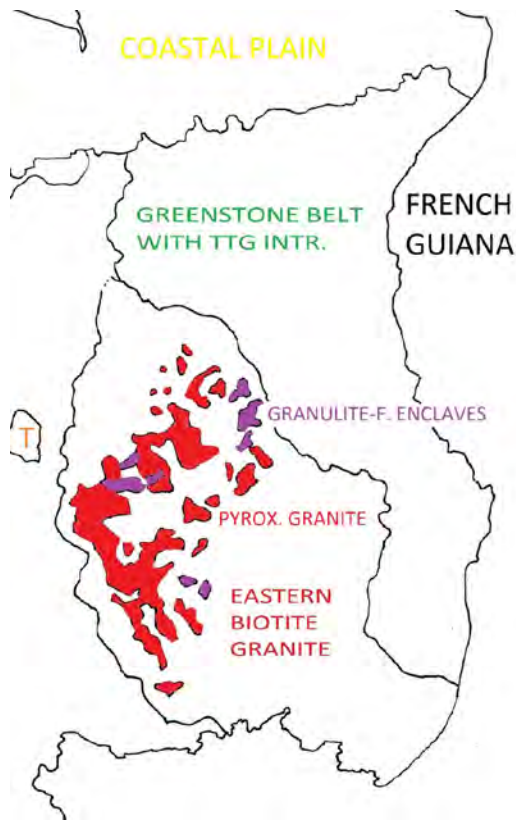 COASTAL PLAIN
GREENSTONE BELT
WITH TTG INTR.
FRENCH
GUIANA
GRANULITE-F. ENCLAVES
T
PYROX. GRANITE
EASTERN
BIOTITE
GRANITE